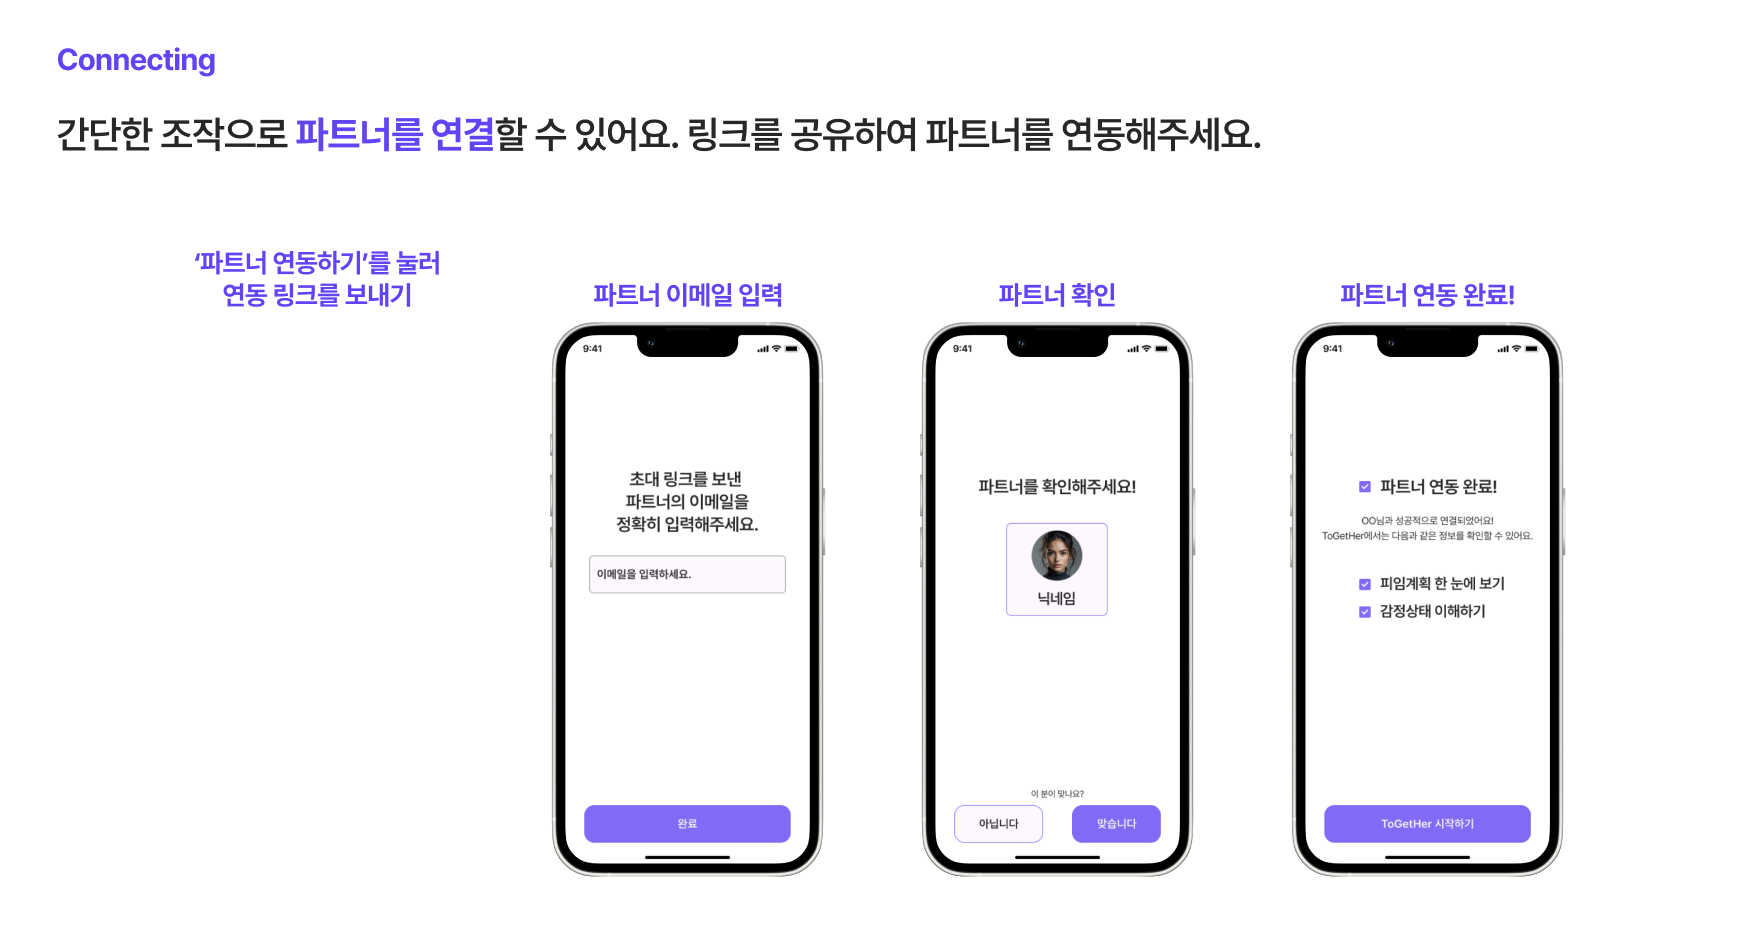 Connecting
간단한 조작으로 파트너를 연결할 수 있어요. 링크를 공유하여 파트너를 연동해주세요.
‘파트너 연동하기’를 눌러
연동 링크를 보내기
파트너 이메일 입력
9:41
초대 링크를 보낸
파트너의 이메일을
정확히 입력해주세요.
이메일을 입력하세요.
완료
파트너 확인
9:41
파트너를 확인해주세요!
닉네임
이 분이 맞나요?
아닙니다
맞습니다
파트너 연동 완료!
9:41
파트너 연동 완료!
OO님과 성공적으로 연결되었어요!
ToGetHer에서는 다음과 같은 정보를 확인할 수 있어요.
피임계획 한 눈에 보기
감정상태 이해하기
ToGetHer 시작하기